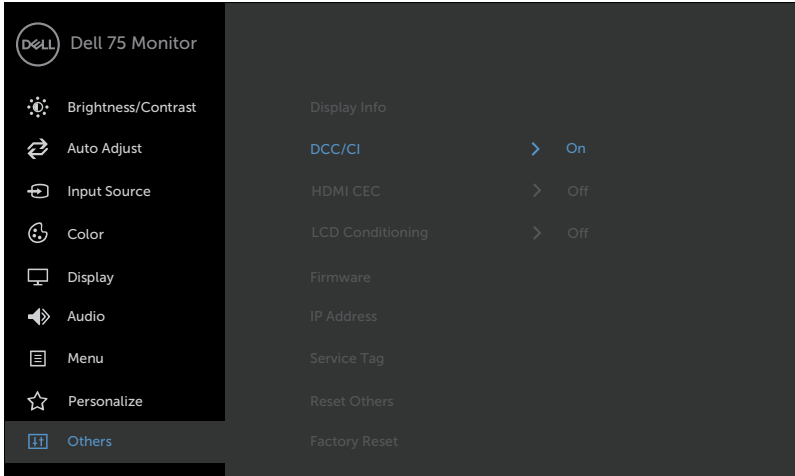 DELL Dell 75 Monitor
Brightness/Contrast
Display Info
Auto Adjust
DCC/CI On
Input Source
HDMI CEC Off
Color
LCD Conditioning Off
Display
Firmware
Audio
IP Address
Menu
Service Tag
Personalize
Reset Others
Others
Factory Reset